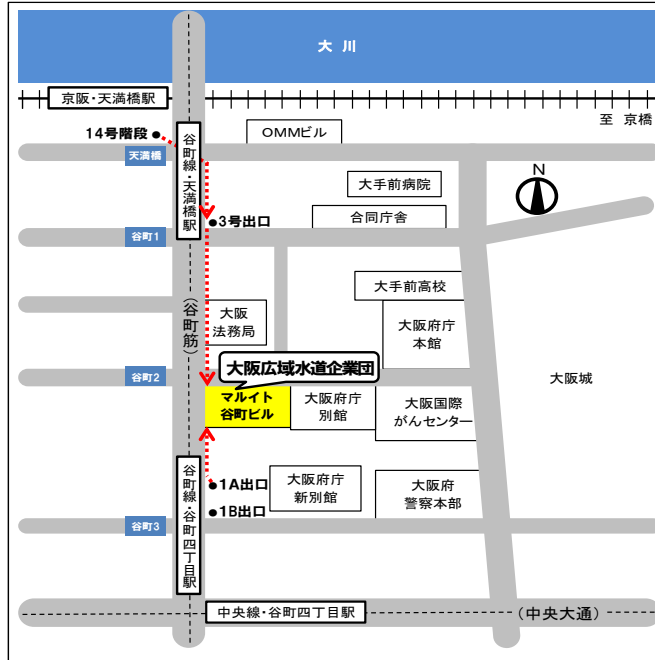 大 川
京阪・天満橋駅
至 京橋
14号階段
OMMビル
天満橋
谷町線・天満橋駅
N
大手前病院
3号出口
合同庁舎
谷町1
大手前高校
(谷町筋)
大阪
法務局
大阪府庁
本館
大阪広域水道企業団
谷町2
大阪城
マルイト
谷町ビル
大阪府庁
別館
大阪国際
がんセンター
谷町線・谷町四丁目駅
1A出口
大阪府庁
新別館
大阪府
警察本部
1B出口
谷町3
中央線・谷町四丁目駅
(中央大通)